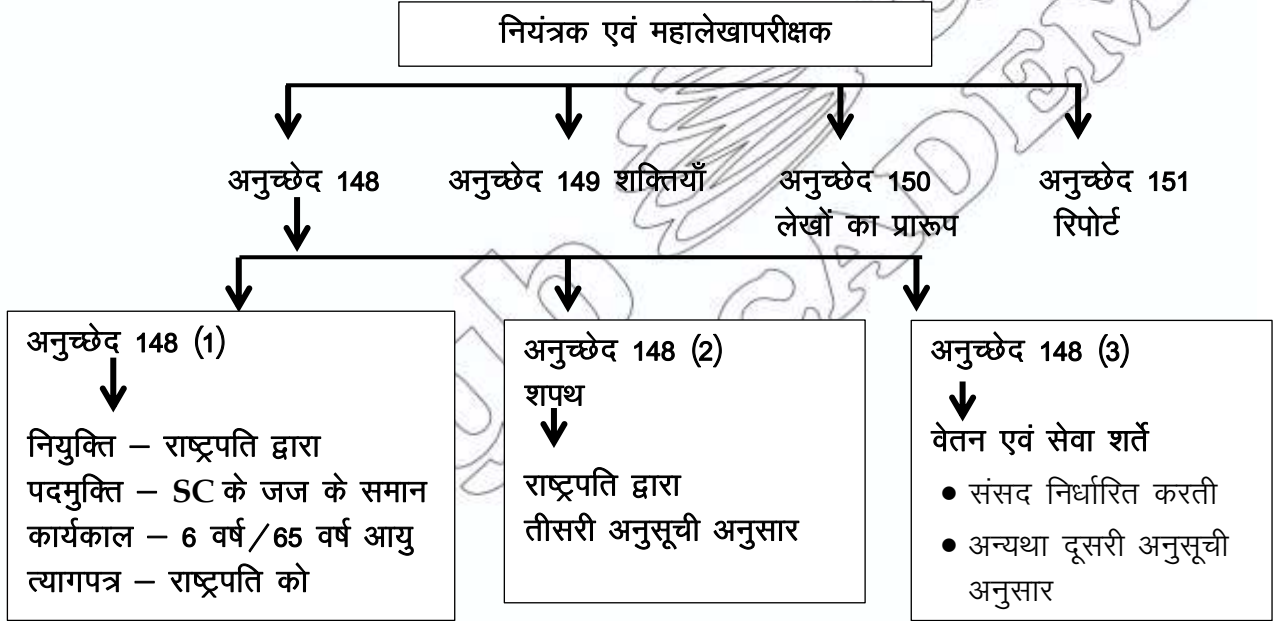 नियंत्रक एवं महालेखापरीक्षक
अनुच्छेद 148
अनुच्छेद 149 शक्तियाँ
अनुच्छेद 150
लेखों का प्रारूप
अनुच्छेद 151
रिपोर्ट
अनुच्छेद 148 (1)
नियुक्ति – राष्ट्रपति द्वारा
पदमुक्ति – SC के जज के समान
कार्यकाल – 6 वर्ष/65 वर्ष आयु
त्यागपत्र – राष्ट्रपति को
अनुच्छेद 148 (2)
शपथ
राष्ट्रपति द्वारा
तीसरी अनुसूची अनुसार
अनुच्छेद 148 (3)
वेतन एवं सेवा शर्ते
• संसद निर्धारित करती
• अन्यथा दूसरी अनुसूची
अनुसार